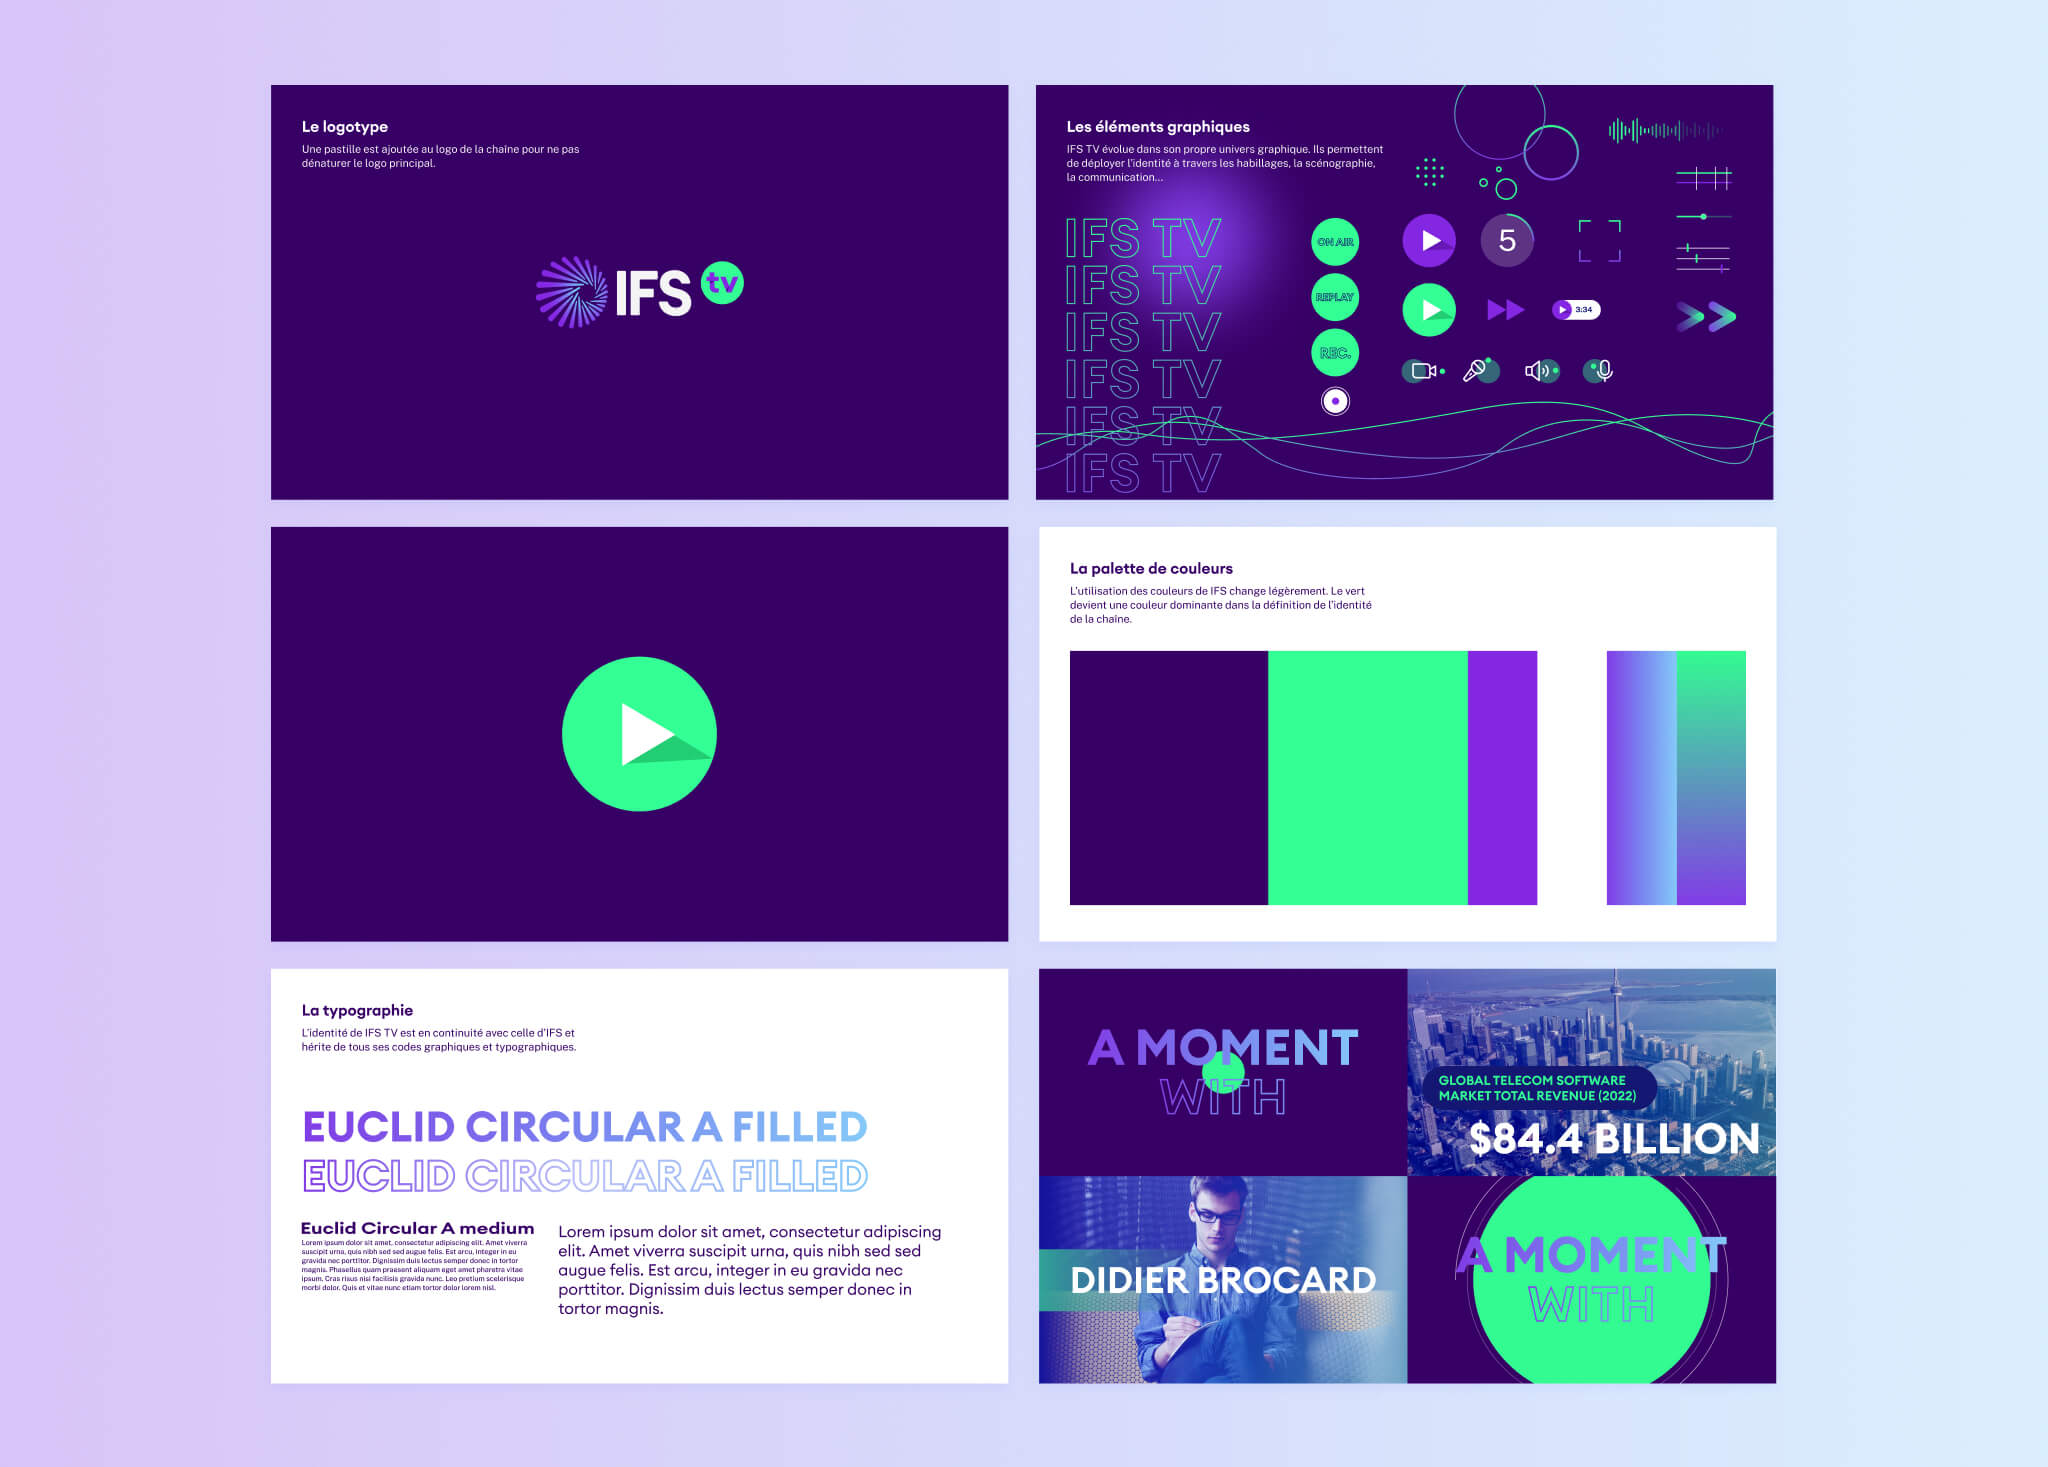 Le logotype
Une pastille est ajoutée au logo de la chaîne pour ne pas
dénaturer le logo principal.
IFS tv
Les éléments graphiques
IFS TV évolue dans son propre univers graphique. Ils permettent
de déployer l'identité à travers les habillages, la scénographie,
la communication...
IFS TV
IFS TV
IFS TV
IFS TV
IFS TV
IFS TV
ON AIR
REPLAY
REC.
5
3:34
La palette de couleurs
L'utilisation des couleurs de IFS change légèrement. Le vert
devient une couleur dominante dans la définition de l'identité
de la chaîne.
La typographie
L'identité de IFS TV est en continuité avec celle d'IFS et
hérite de tous ses codes graphiques et typographiques.
EUCLID CIRCULAR A FILLED
EUCLID CIRCULAR A FILLED
Euclid Circular A medium
Lorem ipsum dolor sit amet, consectetur adipiscing elit. Amet viverra
suscipit urna, quis nibh sed sed augue felis. Est arcu, integer in eu
gravida nec porttitor. Dignissim duis lectus semper donec in tortor
magnis. Phasellus quam praesent aliquam eget amet pharetra vitae
ipsum. Cras risus nisi facilisis gravida nunc. Leo pretium scelerisque
morbi dolor. Quis et vitae nunc etiam tortor dolor lorem nisl.
Lorem ipsum dolor sit amet, consectetur adipiscing
elit. Amet viverra suscipit urna, quis nibh sed sed
augue felis. Est arcu, integer in eu gravida nec
porttitor. Dignissim duis lectus semper donec in
tortor magnis.
A MOMENT
WITH
GLOBAL TELECOM SOFTWARE
MARKET TOTAL REVENUE (2022)
$84.4 BILLION
DIDIER BROCARD
A MOMENT
WITH